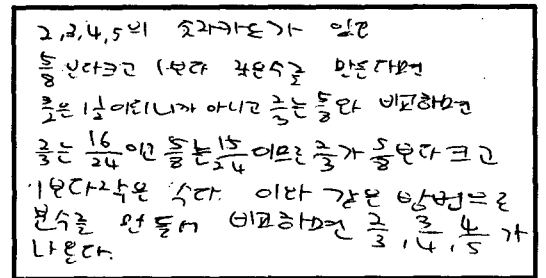 2,3,4,5의 숫자카드가 있고
5/8보다크고 1보다 작은수를 만든다면
3/2은 1 1/2이되니까 아니고 2/3는 5/8와 비교하면
2/3는 16/24이고 5/8는 15/24이므로 2/3가 5/8보다 크고
1보다작은 수다. 이와 같은 방법으로
분수를 만들어 비교하면 2/3, 3/4, 4/5가
나온다.